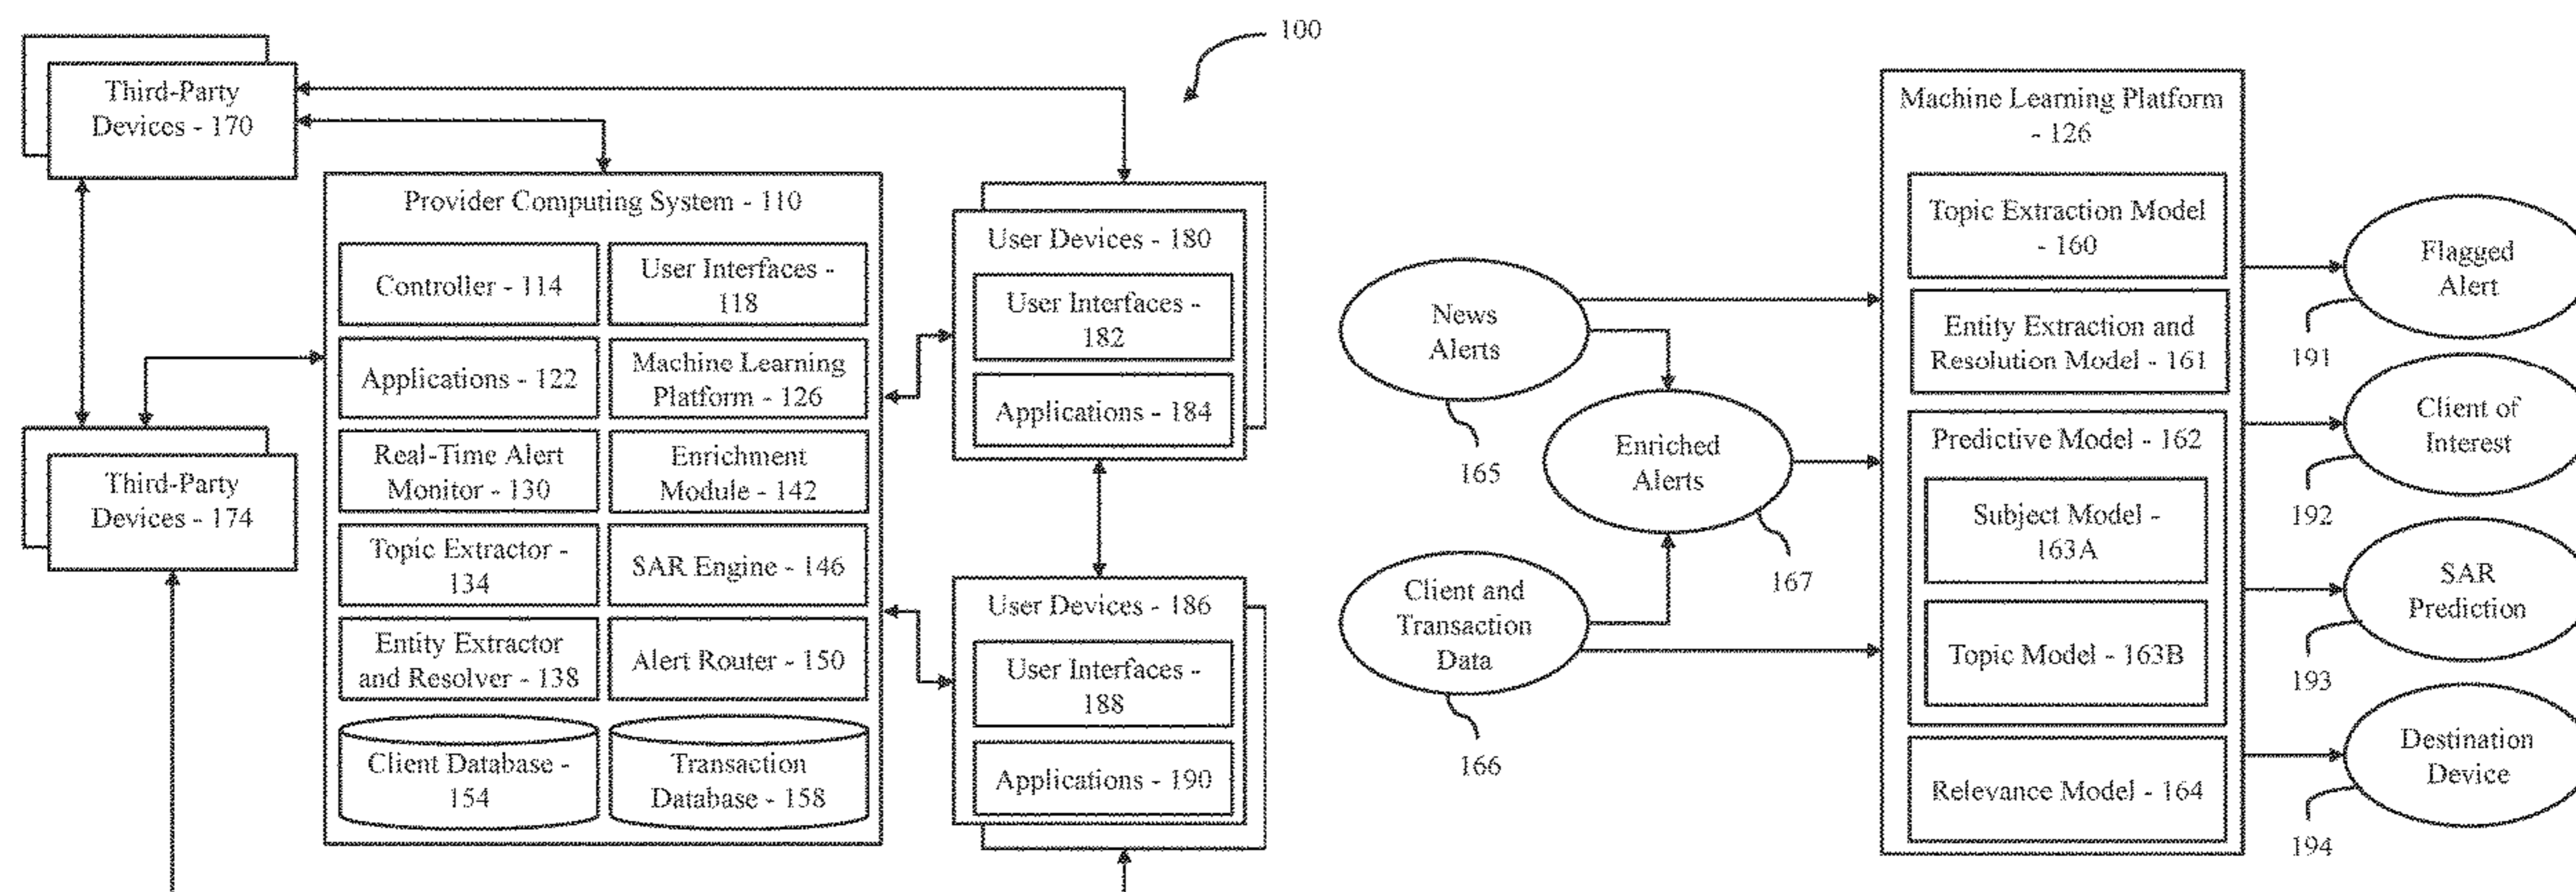 100
Third-Party
Devices - 170
Provider Computing System - 110
Controller - 114
User Interfaces -
118
Applications - 122
Machine Learning
Platform - 126
Real-Time Alert
Monitor - 130
Enrichment
Module - 142
Topic Extractor -
134
SAR Engine - 146
Entity Extractor
and Resolver - 138
Alert Router - 150
Client Database -
154
Transaction
Database - 158
Third-Party
Devices - 174
User Devices - 180
User Interfaces -
182
Applications - 184
User Devices - 186
User Interfaces -
188
Applications - 190
News
Alerts
165
Enriched
Alerts
167
Client and
Transaction
Data
166
Machine Learning Platform
- 126
Topic Extraction Model
- 160
Entity Extraction and
Resolution Model - 161
Predictive Model - 162
Subject Model -
163A
Topic Model - 163B
Relevance Model - 164
Flagged
Alert
191
Client of
Interest
192
SAR
Prediction
193
Destination
Device
194